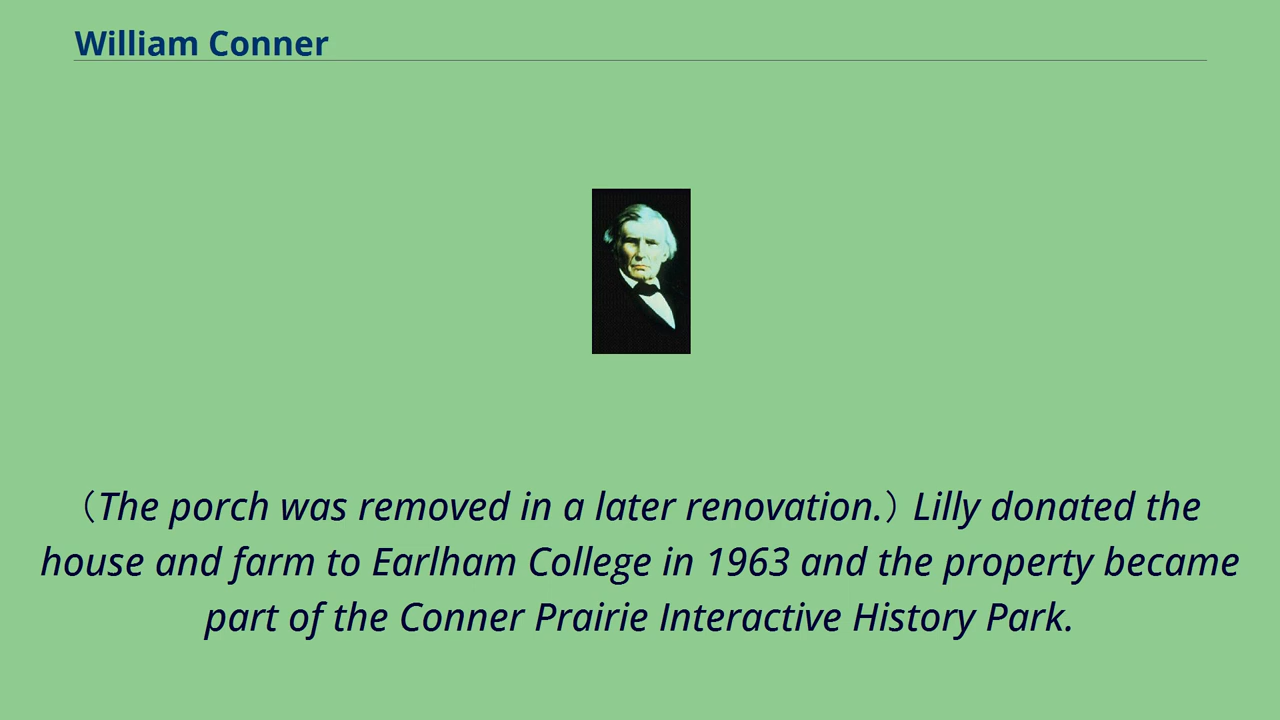 William Conner
（The porch was removed in a later renovation.）Lilly donated the
house and farm to Earlham College in 1963 and the property became
part of the Conner Prairie Interactive History Park.